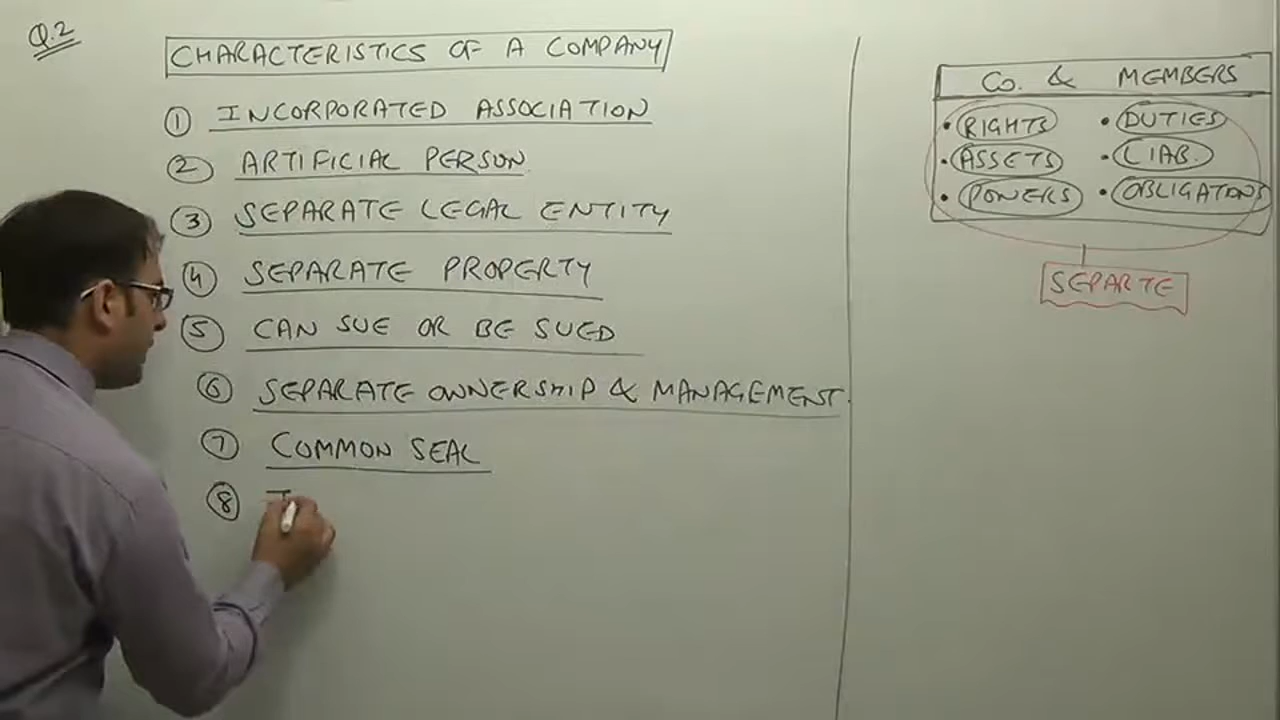 Q.2
CHARACTERISTICS OF A COMPANY
① INCORPORATED ASSOCIATION
② ARTIFICIAL PERSON
③ SEPARATE LEGAL ENTITY
④ SEPARATE PROPERTY
⑤ CAN SUE OR BE SUED
⑥ SEPARATE OWNERSHIP & MANAGEMENT.
⑦ COMMON SEAL
⑧
CO. & MEMBERS
• RIGHTS • DUTIES
• ASSETS • LIAB.
• POWERS • OBLIGATIONS
SEPARTE